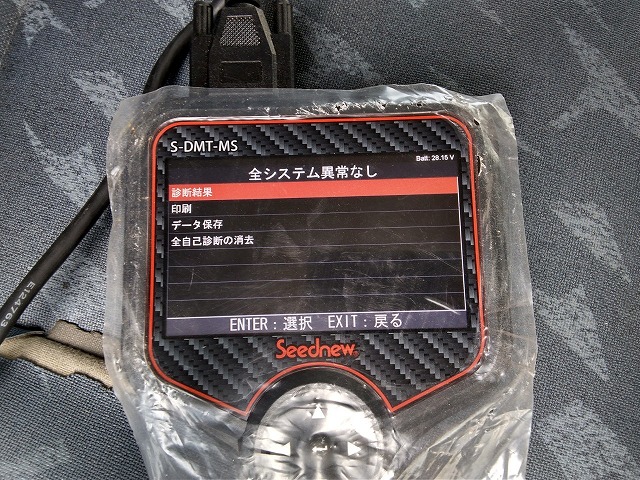 S-DMT-MS
Batt: 28.15 V
全システム異常なし
診断結果
印刷
データ保存
全自己診断の消去
ENTER：選択 EXIT：戻る
Seednew
E124763